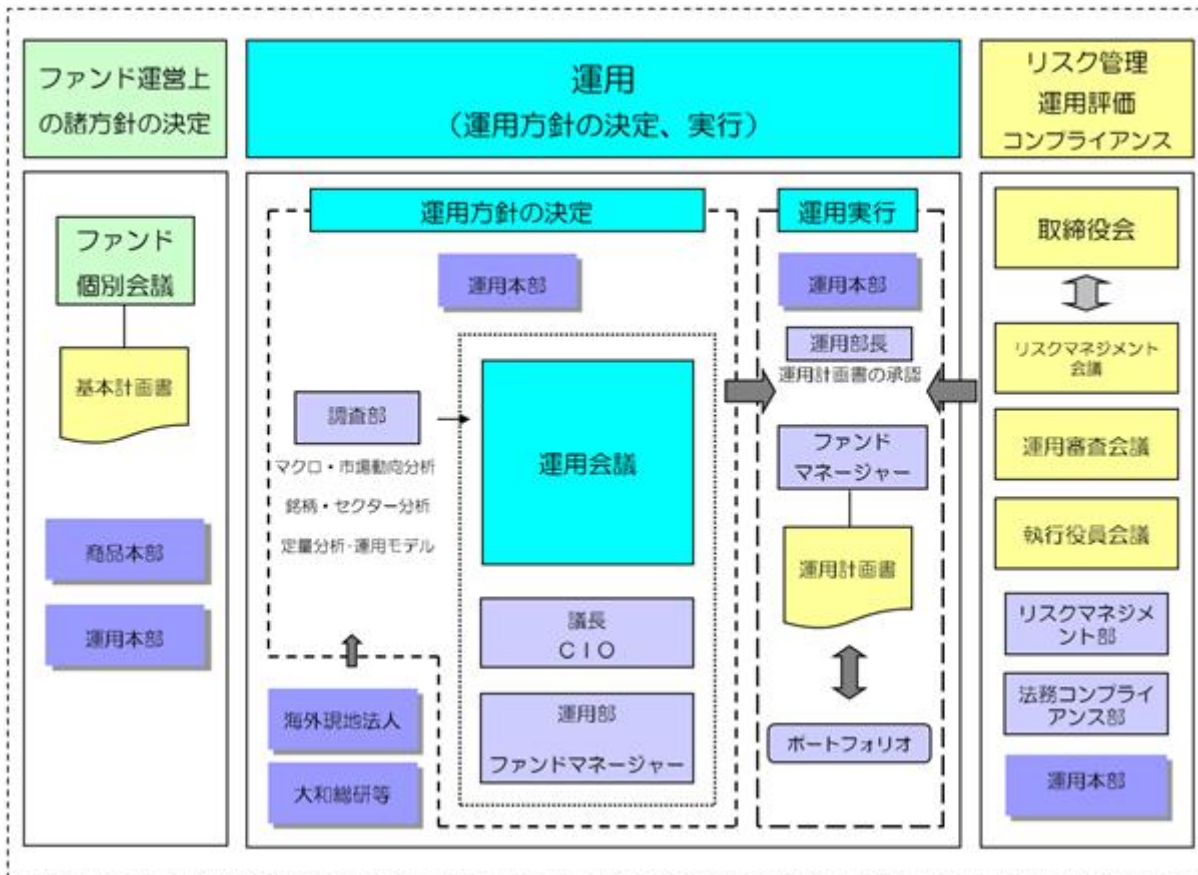 ファンド運営上
の諸方針の決定
運用
（運用方針の決定、実行）
リスク管理
運用評価
コンプライアンス
ファンド
個別会議
基本計画書
商品本部
運用本部
運用方針の決定
運用本部
調査部
マクロ・市場動向分析
銘柄・セクター分析
定量分析・運用モデル
運用会議
議長
ＣＩＯ
運用部
ファンドマネージャー
海外現地法人
大和総研等
運用実行
運用本部
運用部長
運用計画書の承認
ファンド
マネージャー
運用計画書
ポートフォリオ
取締役会
リスクマネジメント
会議
運用審査会議
執行役員会議
リスクマネジメ
ント部
法務コンプライ
アンス部
運用本部